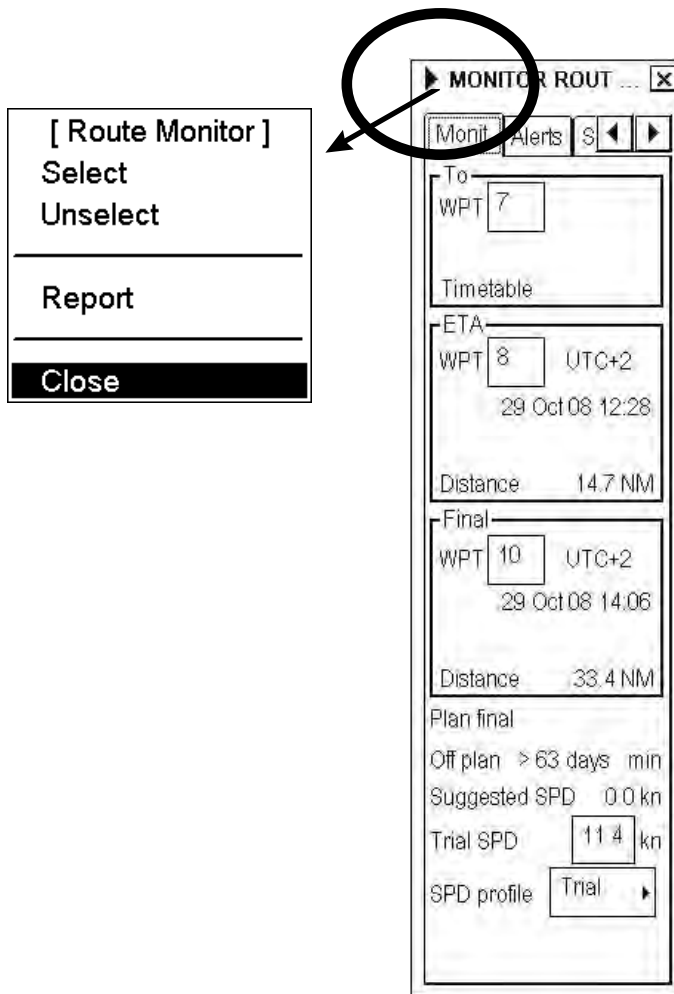 [ Route Monitor ]
Select
Unselect
Report
Close
MONITOR ROUT ...
Monit Alerts S
To
WPT 7
Timetable
ETA
WPT 8 UTC+2
29 Oct 08 12:28
Distance 14.7 NM
Final
WPT 10 UTC+2
29 Oct 08 14:06
Distance 33.4 NM
Plan final
Off plan > 63 days min
Suggested SPD 0.0 kn
Trial SPD 11.4 kn
SPD profile Trial